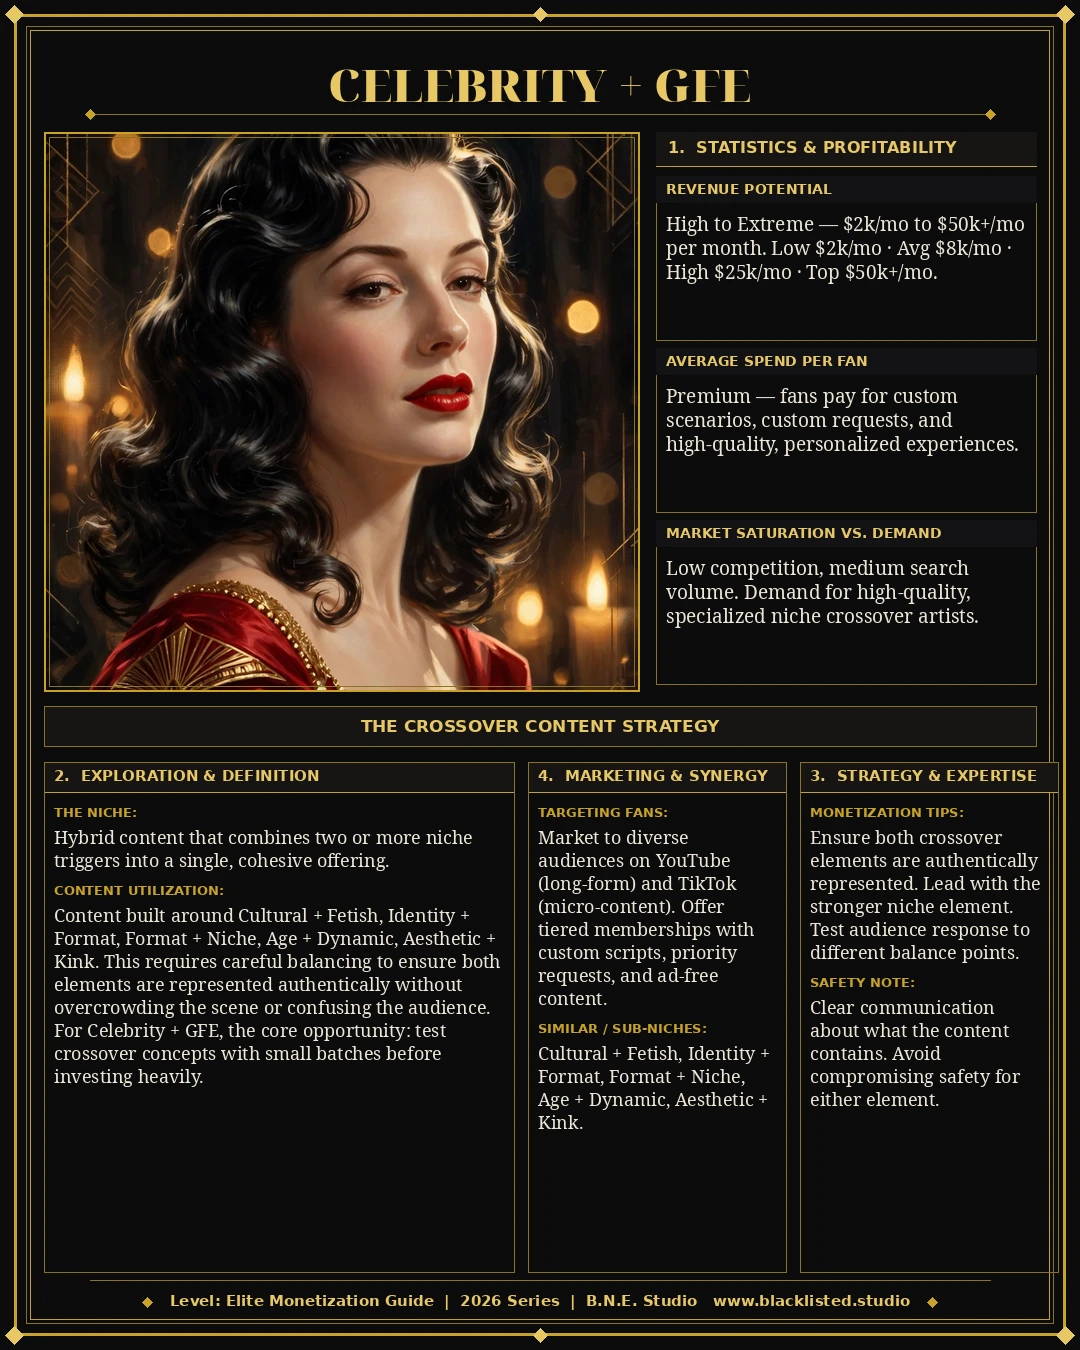 CELEBRITY + GFE
1. STATISTICS & PROFITABILITY
REVENUE POTENTIAL
High to Extreme — $2k/mo to $50k+/mo
per month. Low $2k/mo · Avg $8k/mo ·
High $25k/mo · Top $50k+/mo.
AVERAGE SPEND PER FAN
Premium — fans pay for custom
scenarios, custom requests, and
high-quality, personalized experiences.
MARKET SATURATION VS. DEMAND
Low competition, medium search
volume. Demand for high-quality,
specialized niche crossover artists.
THE CROSSOVER CONTENT STRATEGY
2. EXPLORATION & DEFINITION
THE NICHE:
Hybrid content that combines two or more niche
triggers into a single, cohesive offering.
CONTENT UTILIZATION:
Content built around Cultural + Fetish, Identity +
Format, Format + Niche, Age + Dynamic, Aesthetic +
Kink. This requires careful balancing to ensure both
elements are represented authentically without
overcrowding the scene or confusing the audience.
For Celebrity + GFE, the core opportunity: test
crossover concepts with small batches before
investing heavily.
4. MARKETING & SYNERGY
TARGETING FANS:
Market to diverse
audiences on YouTube
(long-form) and TikTok
(micro-content). Offer
tiered memberships with
custom scripts, priority
requests, and ad-free
content.
SIMILAR / SUB-NICHES:
Cultural + Fetish, Identity +
Format, Format + Niche,
Age + Dynamic, Aesthetic +
Kink.
3. STRATEGY & EXPERTISE
MONETIZATION TIPS:
Ensure both crossover
elements are authentically
represented. Lead with the
stronger niche element.
Test audience response to
different balance points.
SAFETY NOTE:
Clear communication
about what the content
contains. Avoid
compromising safety for
either element.
Level: Elite Monetization Guide | 2026 Series | B.N.E. Studio www.blacklisted.studio